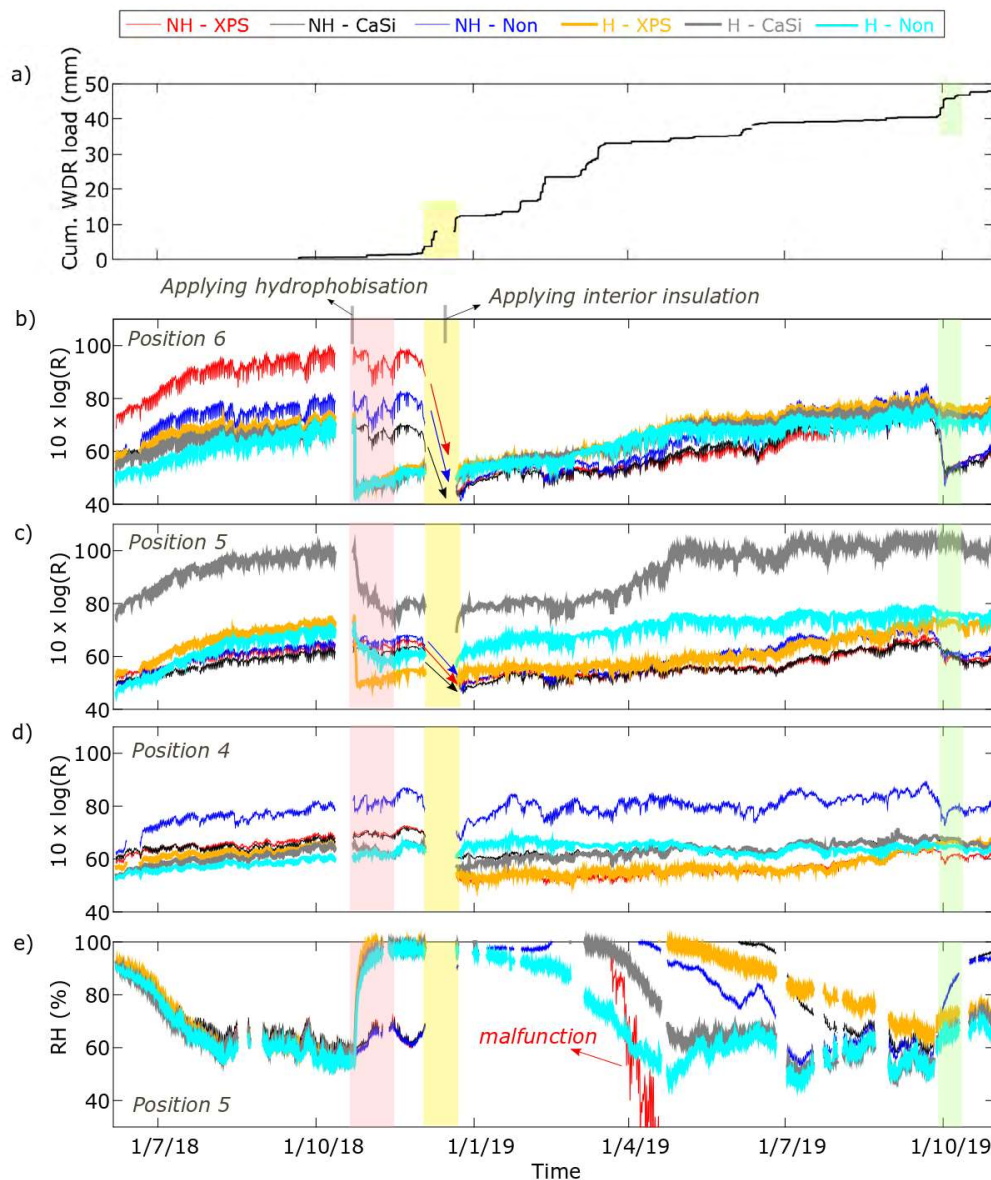 NH - XPS NH - CaSi NH - Non H - XPS H - CaSi H - Non
a)
Cum. WDR load (mm)
50
40
30
20
10
0
Applying hydrophobisation
Applying interior insulation
b)
Position 6
10 x log(R)
100
80
60
40
c)
Position 5
10 x log(R)
100
80
60
40
d)
Position 4
10 x log(R)
100
80
60
40
e)
RH (%)
100
80
60
40
malfunction
Position 5
1/7/18 1/10/18 1/1/19 1/4/19 1/7/19 1/10/19
Time